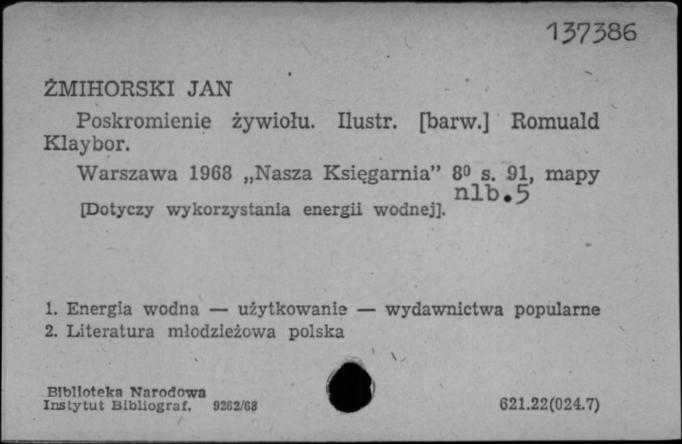 137386
ŻMIHORSKI JAN
Poskromienie żywiołu. Ilustr. [barw.] Romuald
Klaybor.
Warszawa 1968 „Nasza Księgarnia” 8⁰ s. 91, mapy
nlb.5
[Dotyczy wykorzystania energii wodnej].
1. Energia wodna — użytkowanie — wydawnictwa popularne
2. Literatura młodzieżowa polska
Biblioteka Narodowa
Instytut Bibliograf. 9262/68
621.22(024.7)